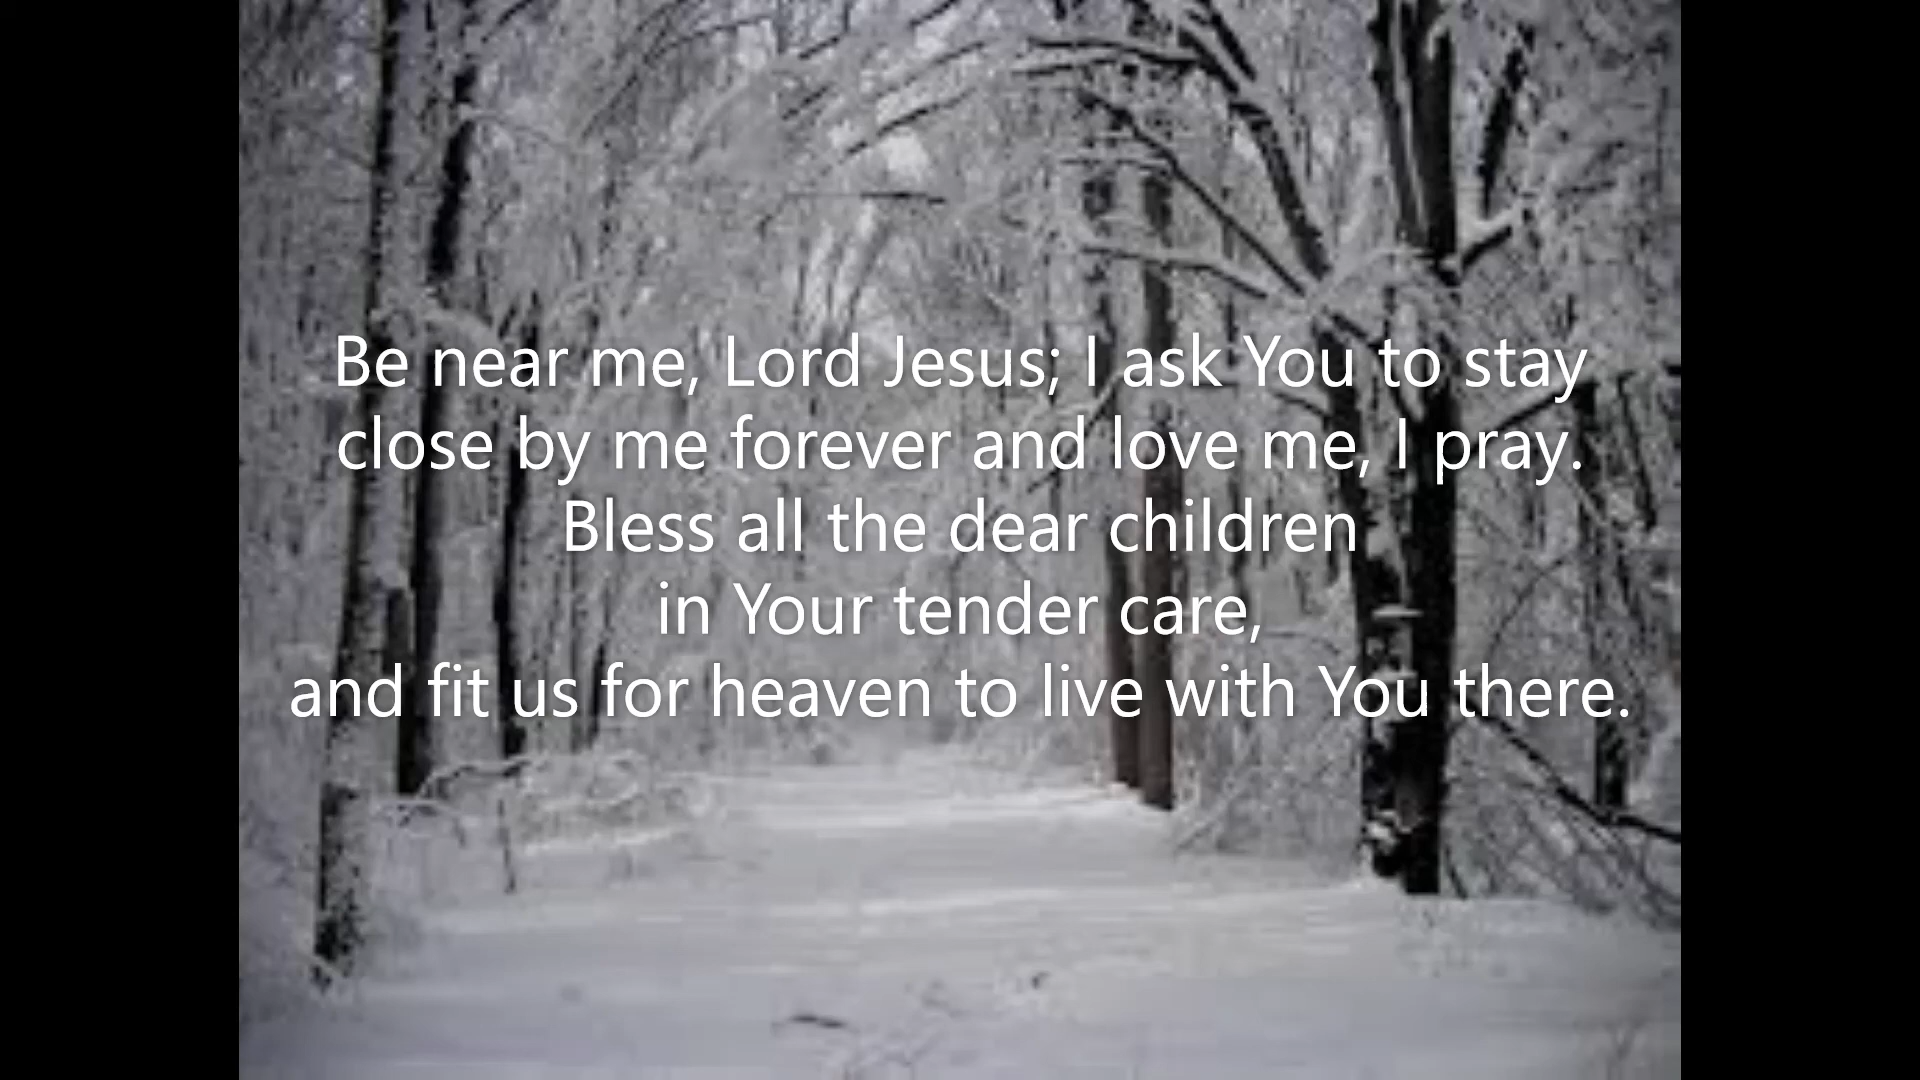 Be near me, Lord Jesus; I ask You to stay
close by me forever and love me, I pray.
Bless all the dear children
in Your tender care,
and fit us for heaven to live with You there.